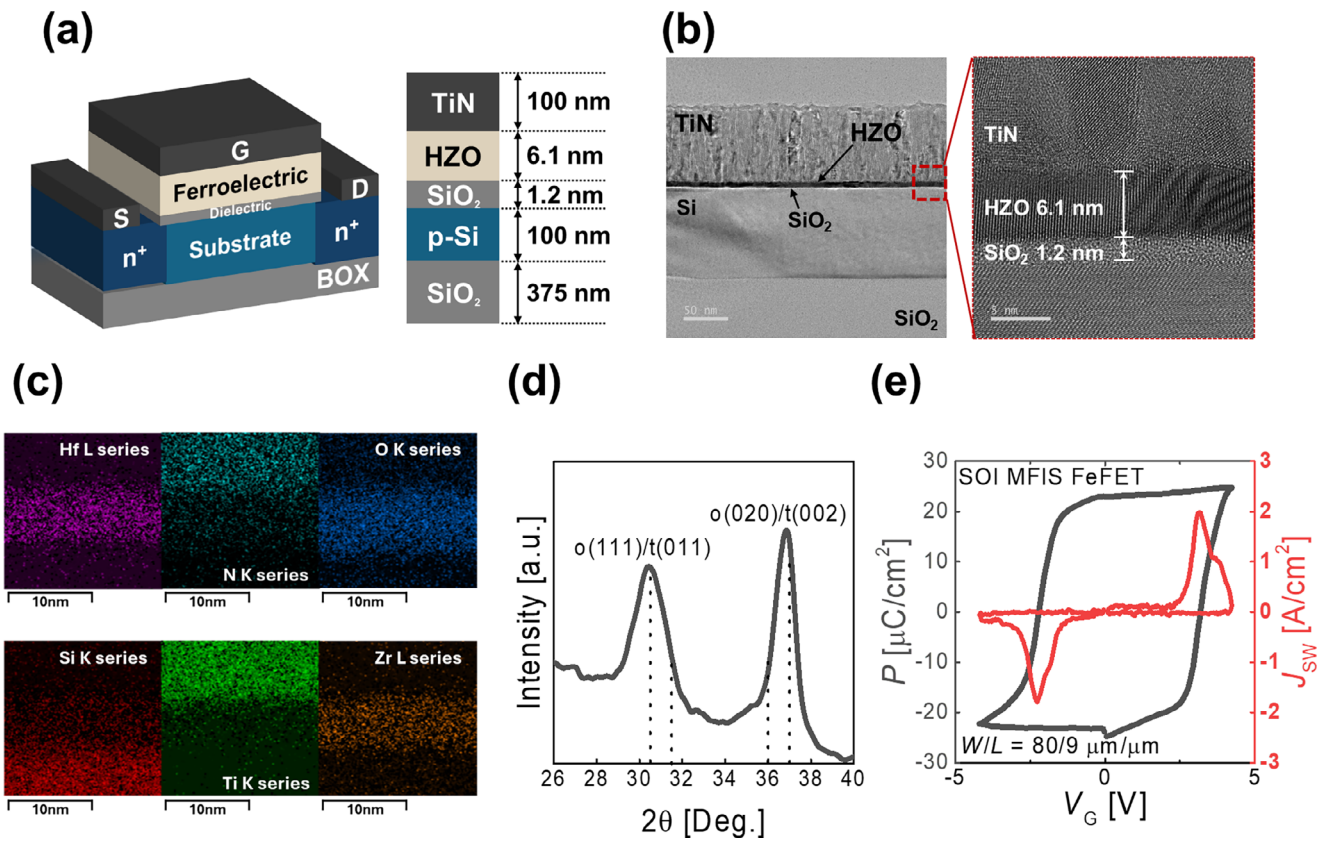 (a)
G
Ferroelectric
Dielectric
S
D
n+
Substrate
n+
BOX
TiN
100 nm
HZO
6.1 nm
SiO₂
1.2 nm
p-Si
100 nm
SiO₂
375 nm
(b)
TiN
HZO
Si
SiO₂
50 nm
SiO₂
TiN
HZO 6.1 nm
SiO₂ 1.2 nm
5 nm
(c)
Hf L series
N K series
O K series
10nm
10nm
10nm
Si K series
Ti K series
Zr L series
10nm
10nm
10nm
(d)
o(020)/t(002)
o(111)/t(011)
Intensity [a.u.]
26 28 30 32 34 36 38 40
2θ [Deg.]
(e)
SOI MFIS FeFET
30
20
10
0
-10
-20
-30
P [μC/cm²]
3
2
1
0
-1
-2
-3
J_SW [A/cm²]
W/L = 80/9 μm/μm
-5 0 5
V_G [V]